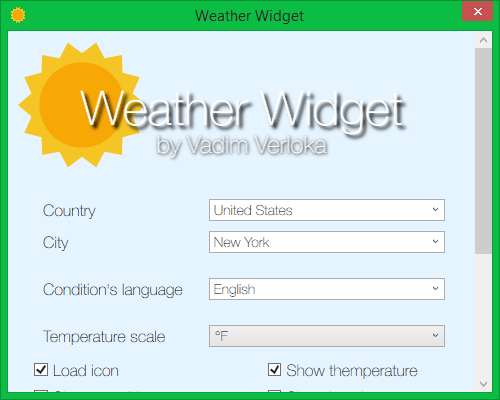 Weather Widget
Weather Widget
by Vadim Verloka
Country
United States
City
New York
Condition's language
English
Temperature scale
°F
Load icon
Show themperature